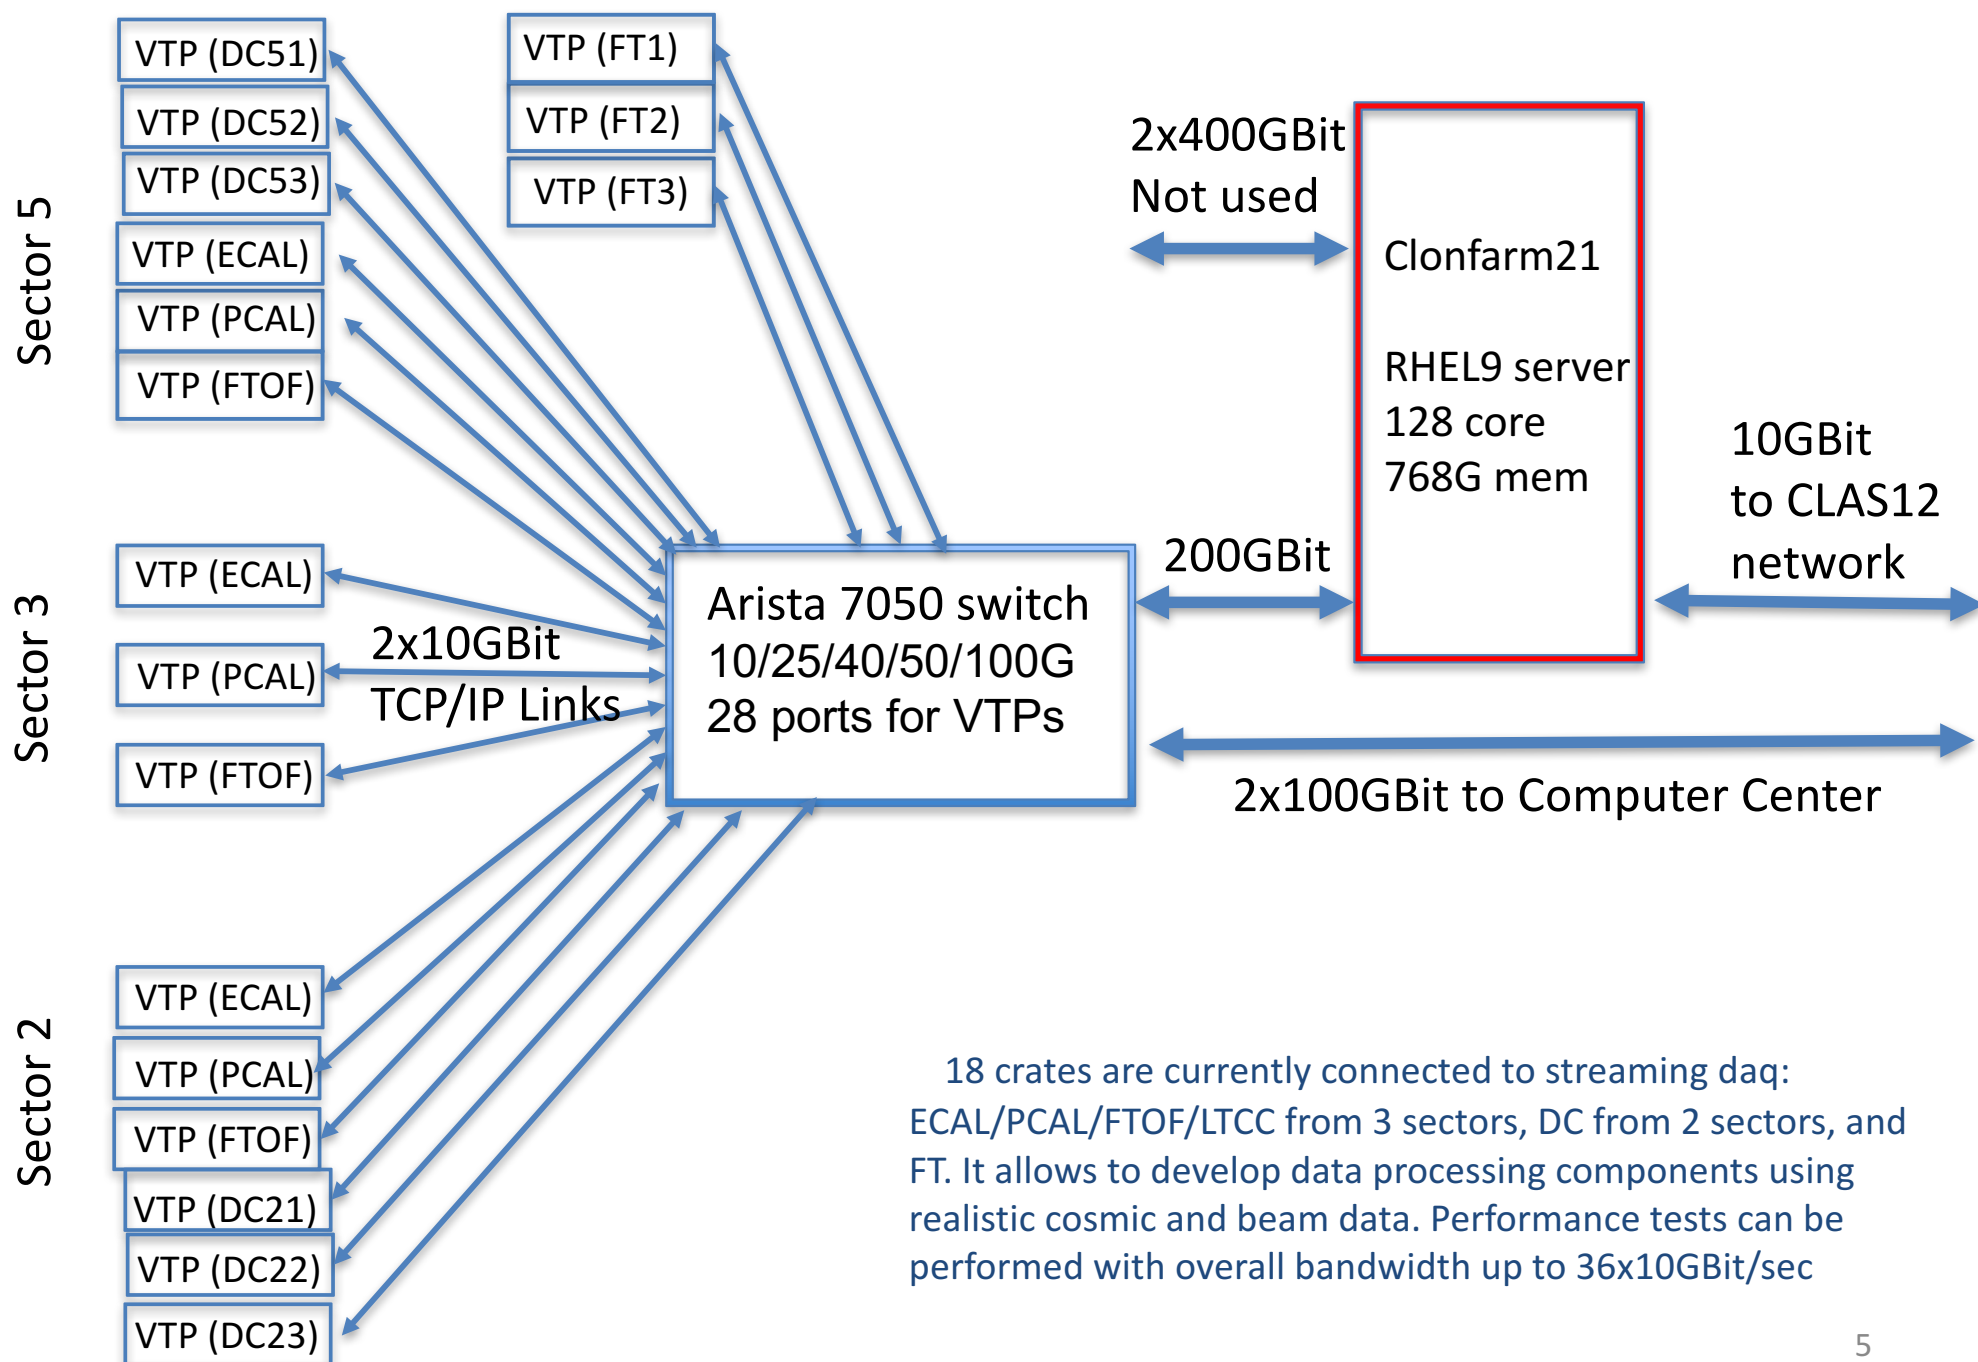 Sector 5
VTP (DC51)
VTP (DC52)
VTP (DC53)
VTP (ECAL)
VTP (PCAL)
VTP (FTOF)
VTP (FT1)
VTP (FT2)
VTP (FT3)
Sector 3
VTP (ECAL)
VTP (PCAL)
VTP (FTOF)
2x10GBit
TCP/IP Links
Sector 2
VTP (ECAL)
VTP (PCAL)
VTP (FTOF)
VTP (DC21)
VTP (DC22)
VTP (DC23)
Arista 7050 switch
10/25/40/50/100G
28 ports for VTPs
2x400GBit
Not used
200GBit
Clonfarm21
RHEL9 server
128 core
768G mem
10GBit
to CLAS12
network
2x100GBit to Computer Center
18 crates are currently connected to streaming daq:
ECAL/PCAL/FTOF/LTCC from 3 sectors, DC from 2 sectors, and
FT. It allows to develop data processing components using
realistic cosmic and beam data. Performance tests can be
performed with overall bandwidth up to 36x10GBit/sec
5